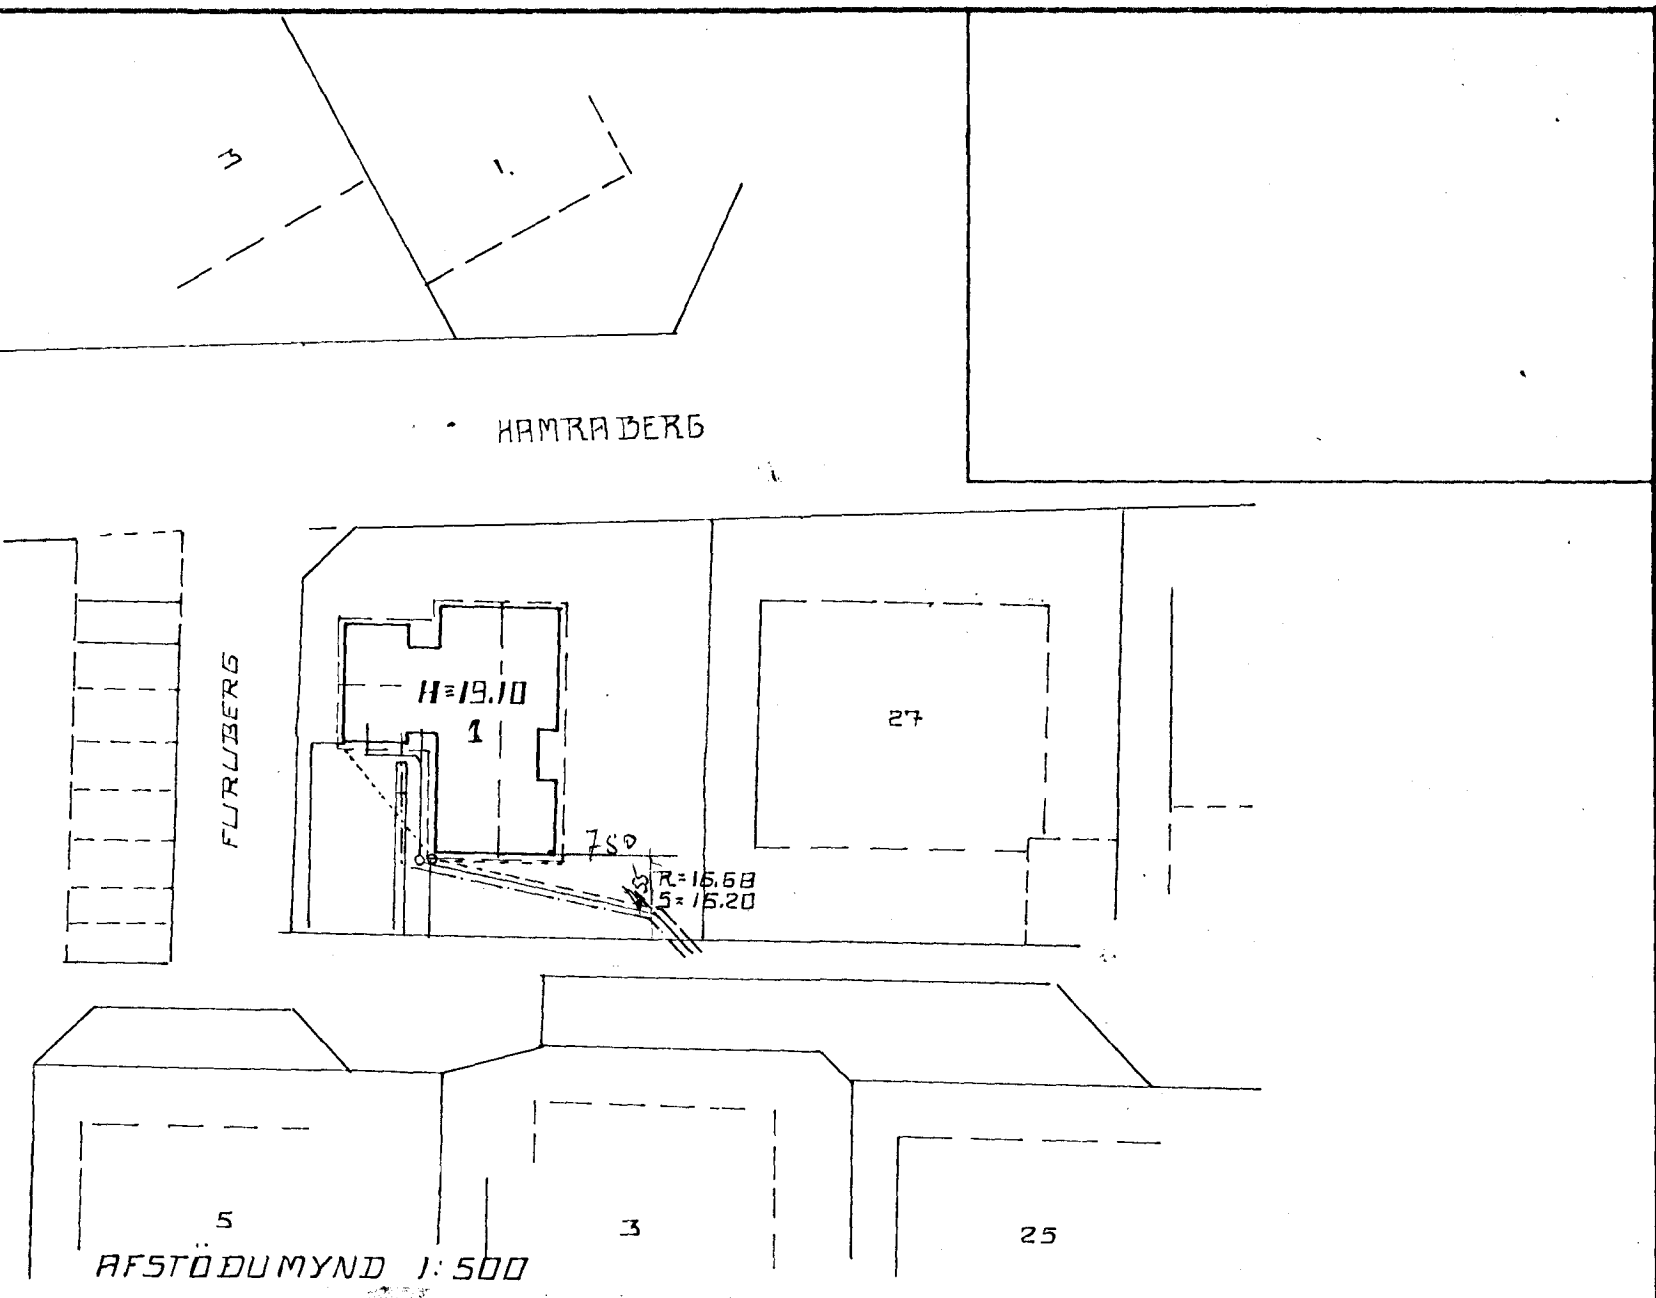 3
1.
HAMRABERG
FURUBERG
H=19.10
1
27
750
R=16.68
S=16.20
5
3
25
AFSTÖÐUMYND 1:500